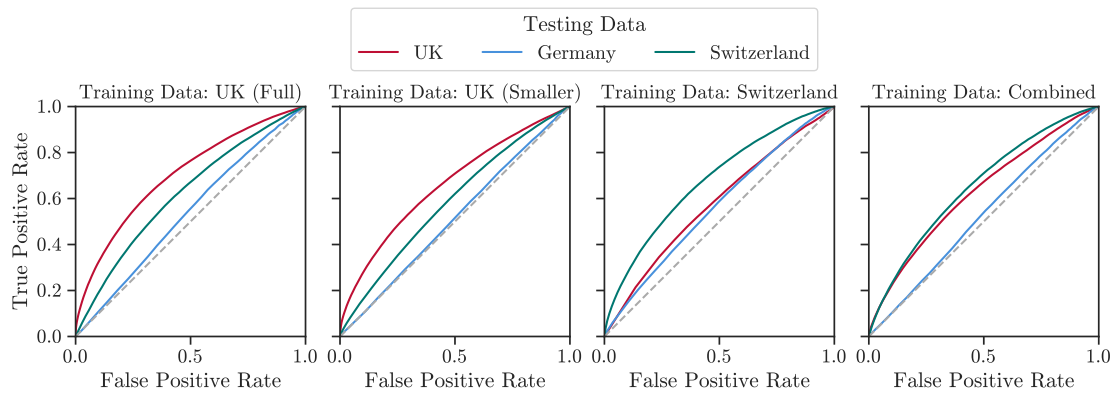 Testing Data
UK Germany Switzerland
Training Data: UK (Full) Training Data: UK (Smaller) Training Data: Switzerland Training Data: Combined
True Positive Rate
1.0
0.8
0.6
0.4
0.2
0.0
0.0 0.5 1.0 0.0 0.5 1.0 0.0 0.5 1.0 0.0 0.5 1.0
False Positive Rate False Positive Rate False Positive Rate False Positive Rate